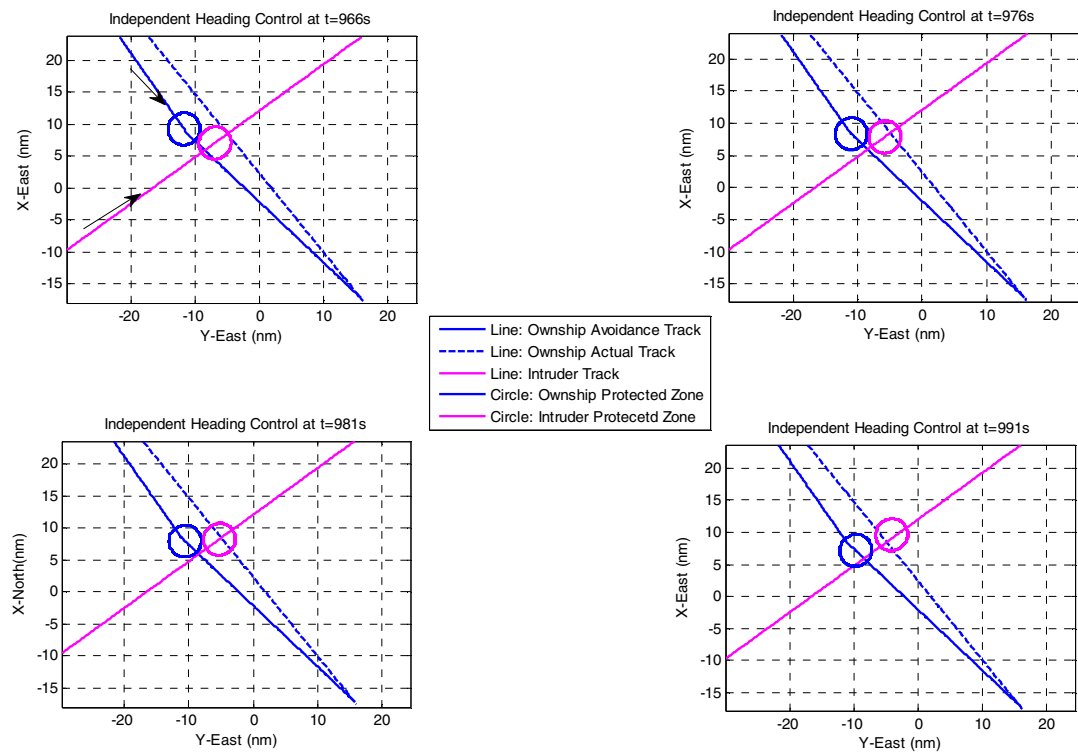 Independent Heading Control at t=966s
20
15
10
5
0
-5
-10
-15
X-East (nm)
-20 -10 0 10 20
Y-East (nm)
Independent Heading Control at t=976s
20
15
10
5
0
-5
-10
-15
X-East (nm)
-20 -10 0 10 20
Y-East (nm)
Line: Ownship Avoidance Track
Line: Ownship Actual Track
Line: Intruder Track
Circle: Ownship Protected Zone
Circle: Intruder Protecetd Zone
Independent Heading Control at t=981s
20
15
10
5
0
-5
-10
-15
X-North(nm)
-20 -10 0 10 20
Y-East (nm)
Independent Heading Control at t=991s
20
15
10
5
0
-5
-10
-15
X-East (nm)
-20 -10 0 10 20
Y-East (nm)